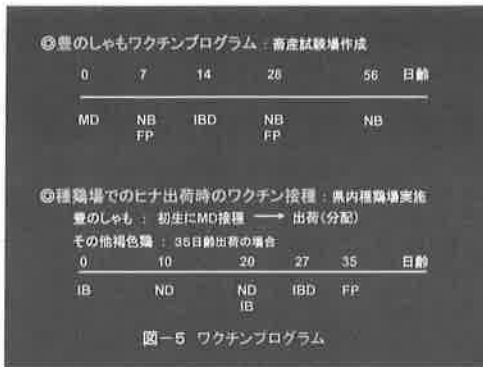 ◎豊のしゃもワクチンプログラム：畜産試験場作成
0 7 14 28 56 日齢
MD NB IBD NB NB
FP FP
◎種鶏場でのヒナ出荷時のワクチン接種：県内種鶏場実施
豊のしゃも ： 初生にMD接種 → 出荷（分配）
その他褐色鶏 ： 35日齢出荷の場合
0 10 20 27 35 日齢
IB ND ND IBD FP
IB
図－5 ワクチンプログラム